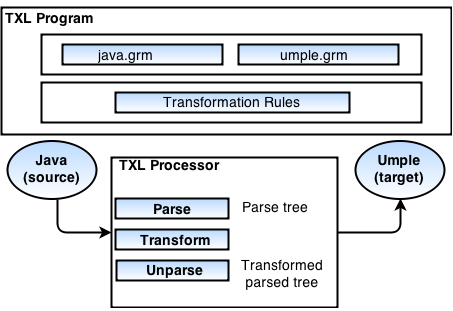 TXL Program
java.grm
umple.grm
Transformation Rules
Java
(source)
Umple
(target)
TXL Processor
Parse
Parse tree
Transform
Unparse
Transformed
parsed tree